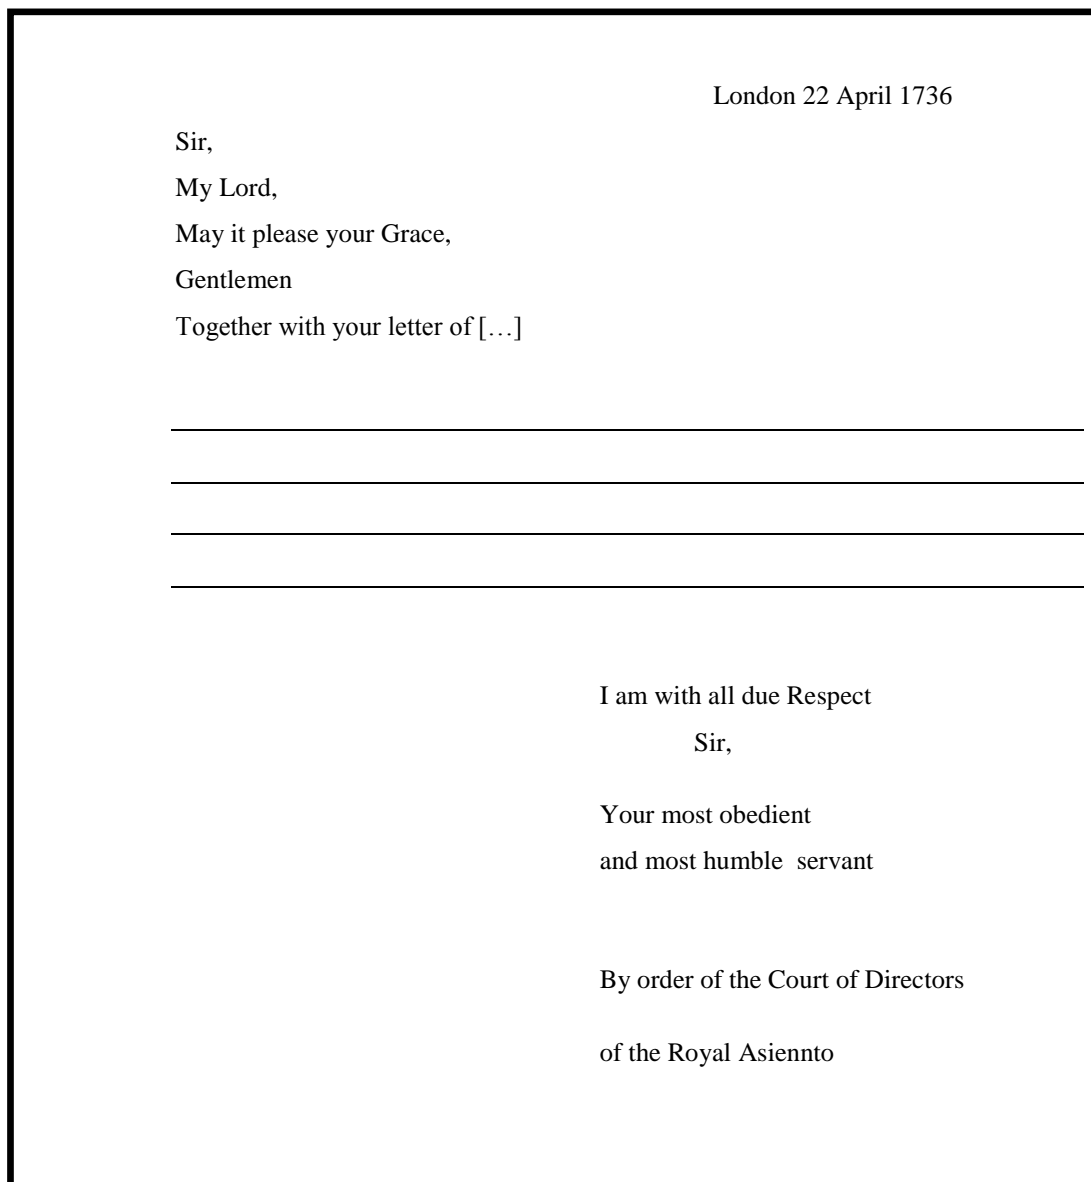 London 22 April 1736
Sir,
My Lord,
May it please your Grace,
Gentlemen
Together with your letter of […]
I am with all due Respect
Sir,
Your most obedient
and most humble servant
By order of the Court of Directors
of the Royal Asiennto